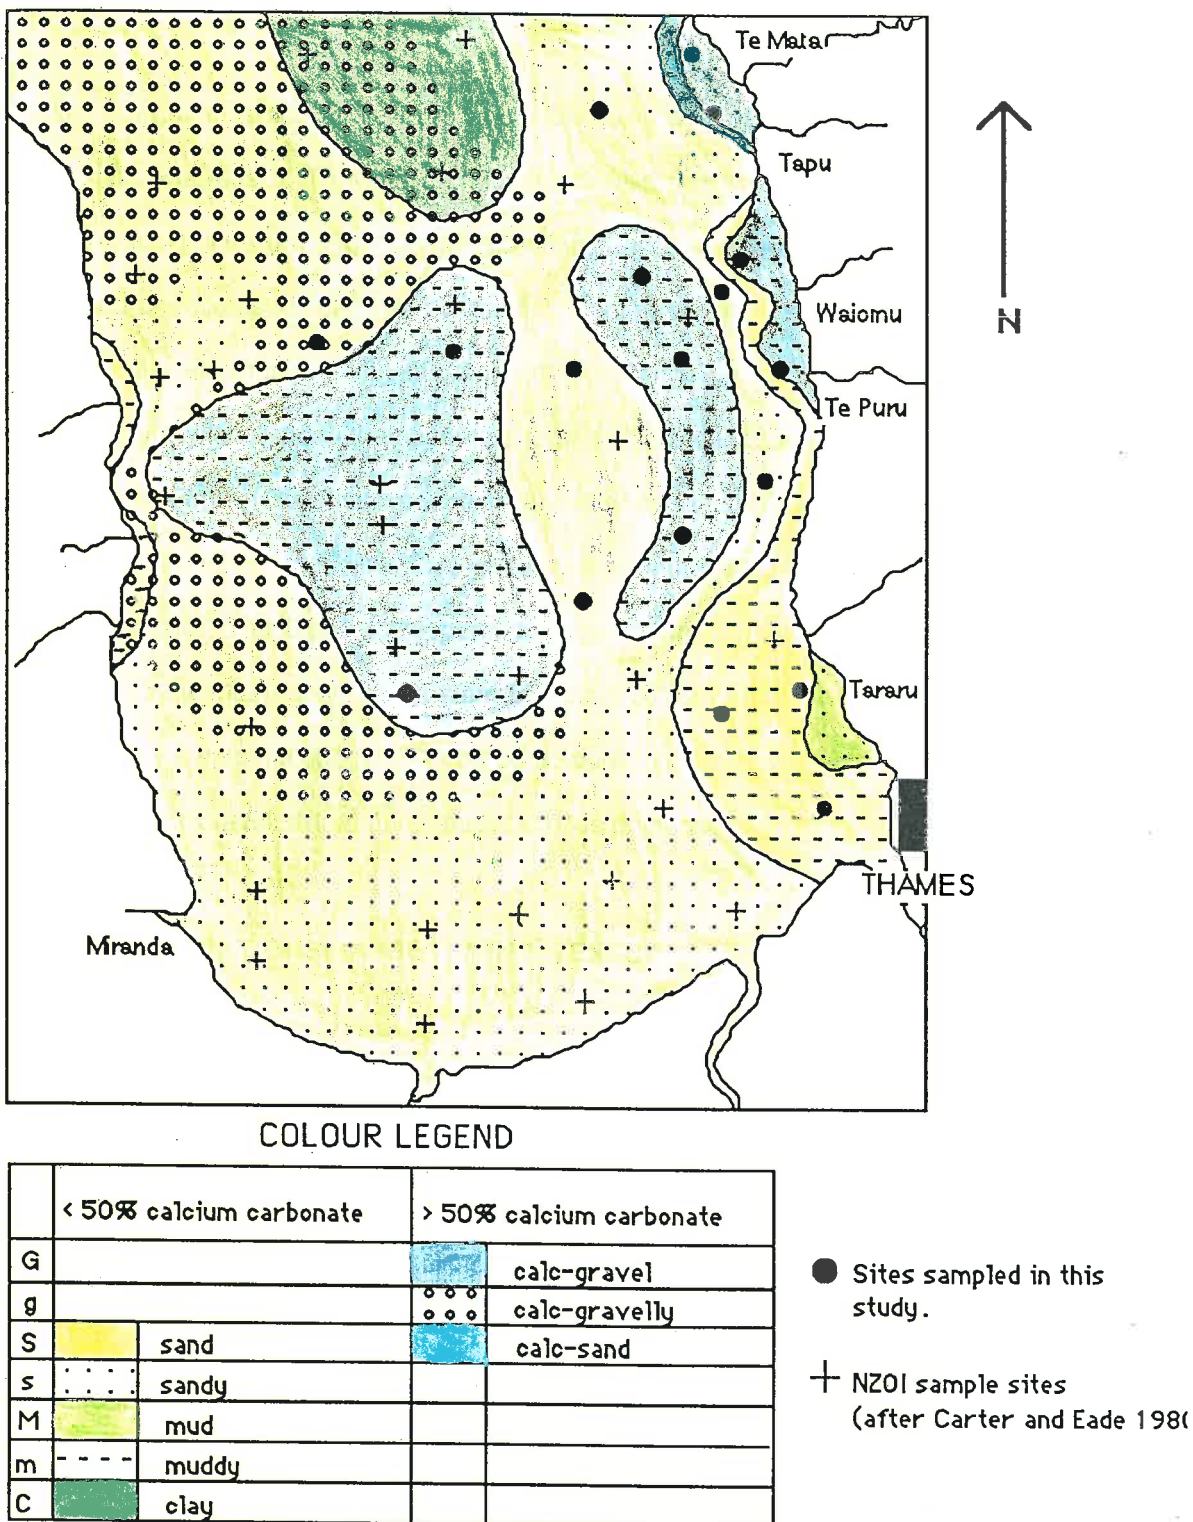 Te Mata
Tapu
N
Waiomu
Te Puru
Tararu
THAMES
Miranda
COLOUR LEGEND
< 50% calcium carbonate > 50% calcium carbonate
G calc-gravel
g calc-gravelly
S sand calc-sand
s sandy
M mud
m muddy
C clay
Sites sampled in this
study.
NZOI sample sites
(after Carter and Eade 198